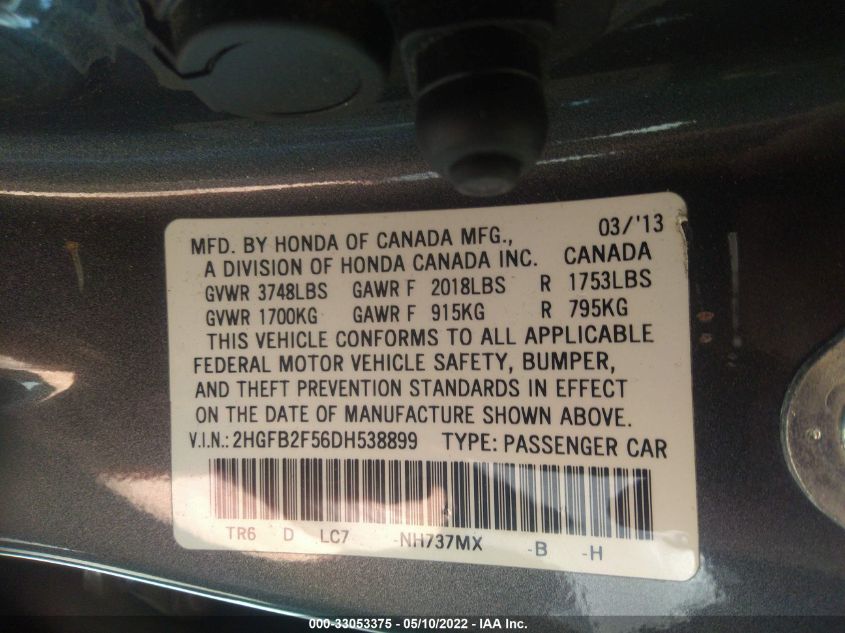 03/'13
MFD. BY HONDA OF CANADA MFG.,
A DIVISION OF HONDA CANADA INC. CANADA
GVWR 3748LBS GAWR F 2018LBS R 1753LBS
GVWR 1700KG GAWR F 915KG R 795KG
THIS VEHICLE CONFORMS TO ALL APPLICABLE
FEDERAL MOTOR VEHICLE SAFETY, BUMPER,
AND THEFT PREVENTION STANDARDS IN EFFECT
ON THE DATE OF MANUFACTURE SHOWN ABOVE.
V.I.N.: 2HGFB2F56DH538899 TYPE: PASSENGER CAR
TR6 D LC7 -NH737MX -B -H
000-33053375 - 05/10/2022 - IAA Inc.